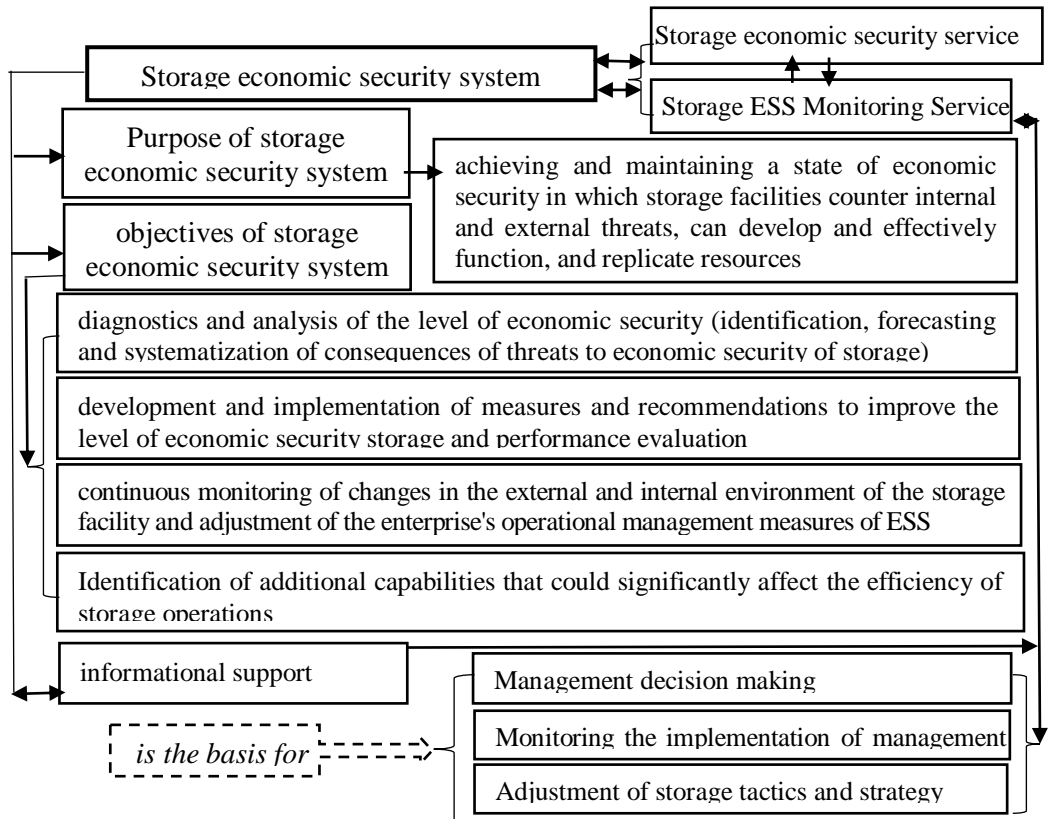 Storage economic security service
Storage economic security system
Storage ESS Monitoring Service
Purpose of storage
economic security system
achieving and maintaining a state of economic
security in which storage facilities counter internal
and external threats, can develop and effectively
function, and replicate resources
objectives of storage
economic security system
diagnostics and analysis of the level of economic security (identification, forecasting
and systematization of consequences of threats to economic security of storage)
development and implementation of measures and recommendations to improve the
level of economic security storage and performance evaluation
continuous monitoring of changes in the external and internal environment of the storage
facility and adjustment of the enterprise's operational management measures of ESS
Identification of additional capabilities that could significantly affect the efficiency of
storage operations
informational support
Management decision making
is the basis for
Monitoring the implementation of management
Adjustment of storage tactics and strategy